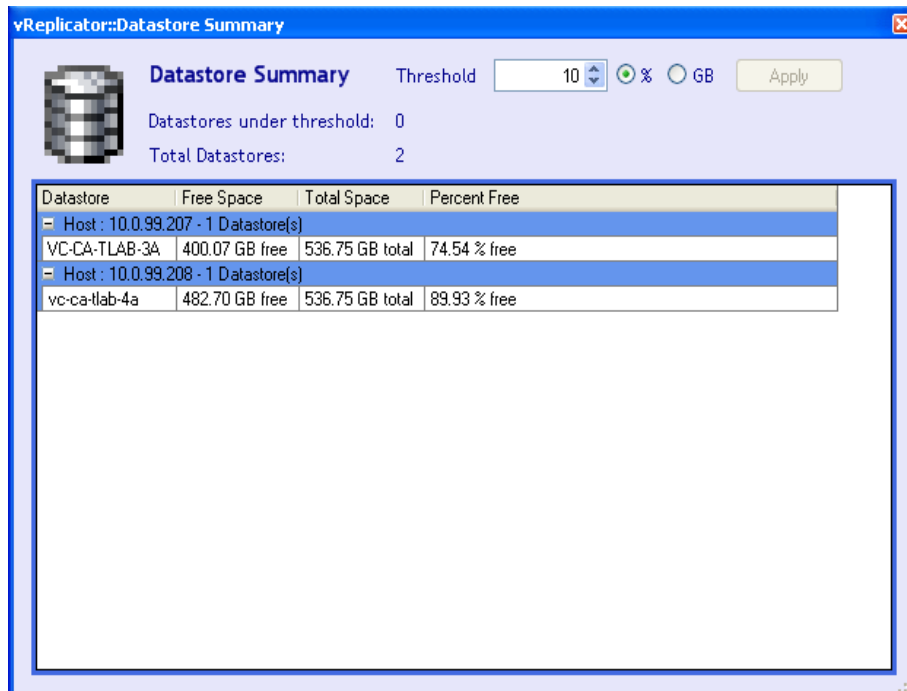 vReplicator::Datastore Summary
Datastore Summary Threshold 10 % GB Apply
Datastores under threshold: 0
Total Datastores: 2
Datastore Free Space Total Space Percent Free
Host : 10.0.99.207 - 1 Datastore(s)
VC-CA-TLAB-3A 400.07 GB free 536.75 GB total 74.54 % free
Host : 10.0.99.208 - 1 Datastore(s)
vc-ca-tlab-4a 482.70 GB free 536.75 GB total 89.93 % free